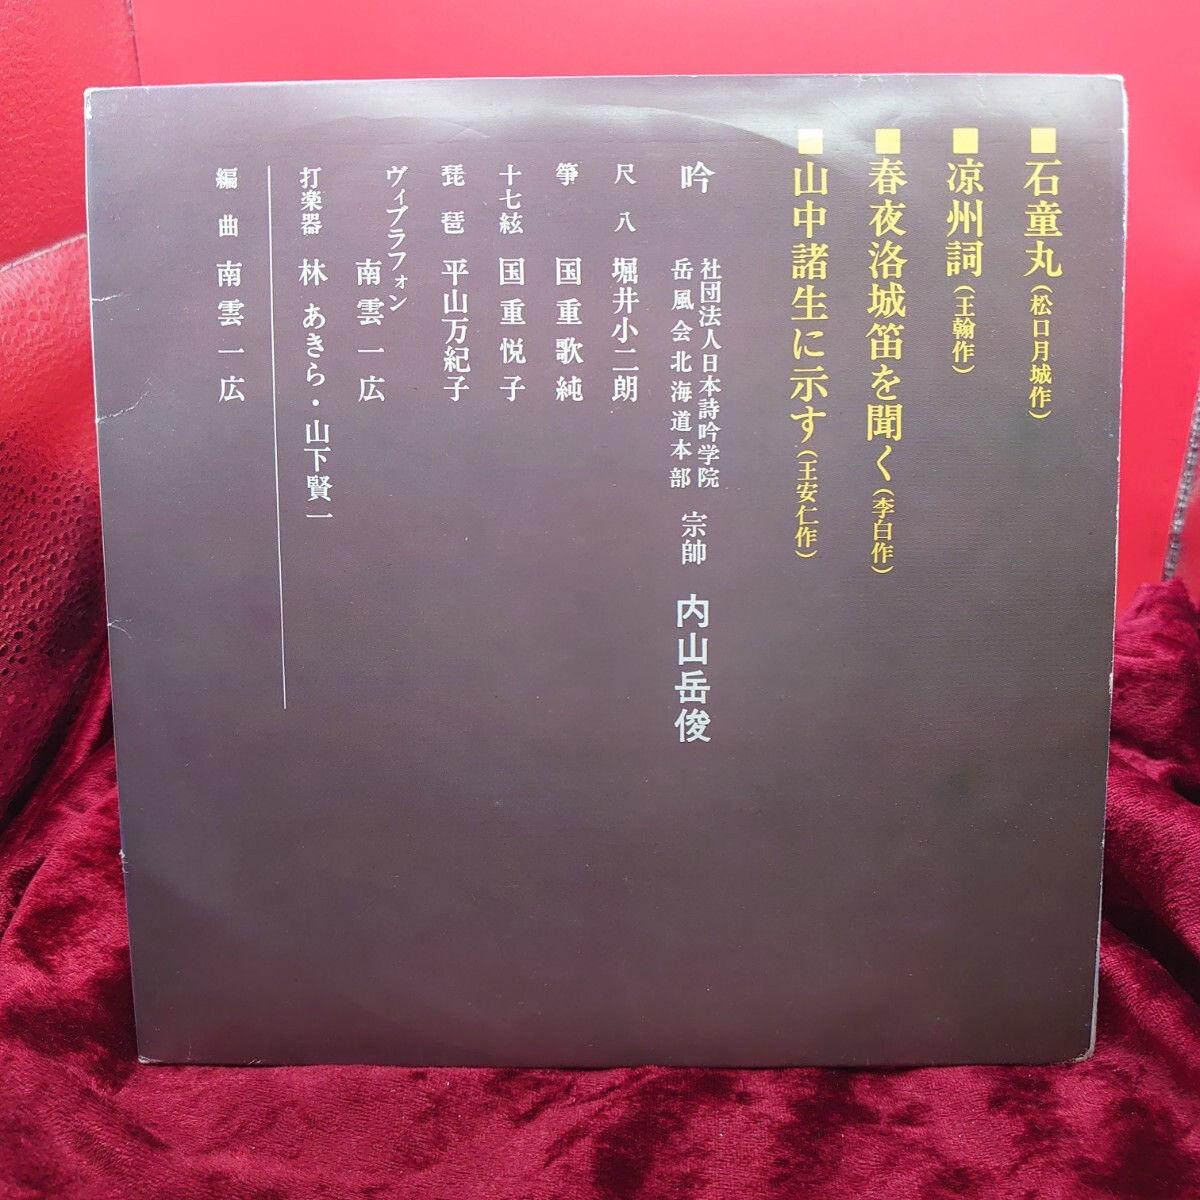 ■石童丸（松口月城作）
■凉州詞（王翰作）
■春夜洛城笛を聞く（李白作）
■山中諸生に示す（王安仁作）
吟 社団法人日本詩吟学院
岳風会北海道本部 宗帥 内山岳俊
尺八 堀井小二朗
箏 国重歌純
十七絃 国重悦子
琵琶 平山万紀子
ヴィブラフォン 南雲一広
打楽器 林あきら・山下賢一
編曲 南雲一広